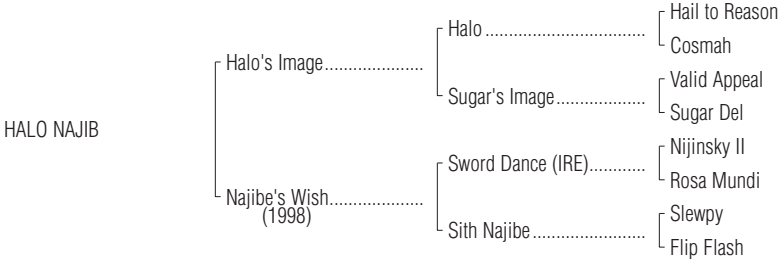 Hail to Reason
Halo ................................
Cosmah
Halo's Image....................
Valid Appeal
Sugar's Image..................
Sugar Del
HALO NAJIB
Nijinsky II
Sword Dance (IRE)............
Rosa Mundi
Najibe's Wish...................
(1998)
Slewpy
Sith Najibe.......................
Flip Flash